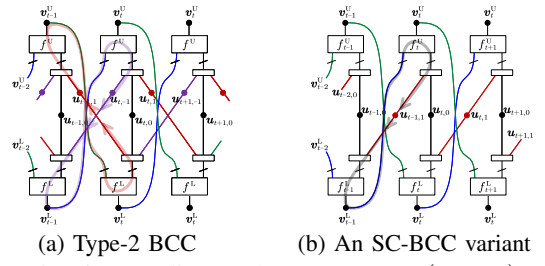 v^U_{t-1} v^U_t v^U_t v^U_{t-1} v^U_t v^U_t
f^U f^U f^U f^U_{t-1} f^U_t f^U_{t+1}
v^U_{t-2} v^U_{t-2}
u_{t,1} u_{t,-1} u_{t,1} u_{t+1,-1} u_{t-2,0} u_{t-1,0} u_{t,0}
u_{t-1,0} u_{t,0} u_{t+1,0} u_{t-1,1} u_{t,1} u_{t+1,0}
u_{t+1,1}
v^L_{t-2} v^L_{t-2}
f^L f^L f^L f^L_{t-1} f^L_t f^L_{t+1}
v^L_{t-1} v^L_t v^L_t v^L_{t-1} v^L_t v^L_t
(a) Type-2 BCC (b) An SC-BCC variant